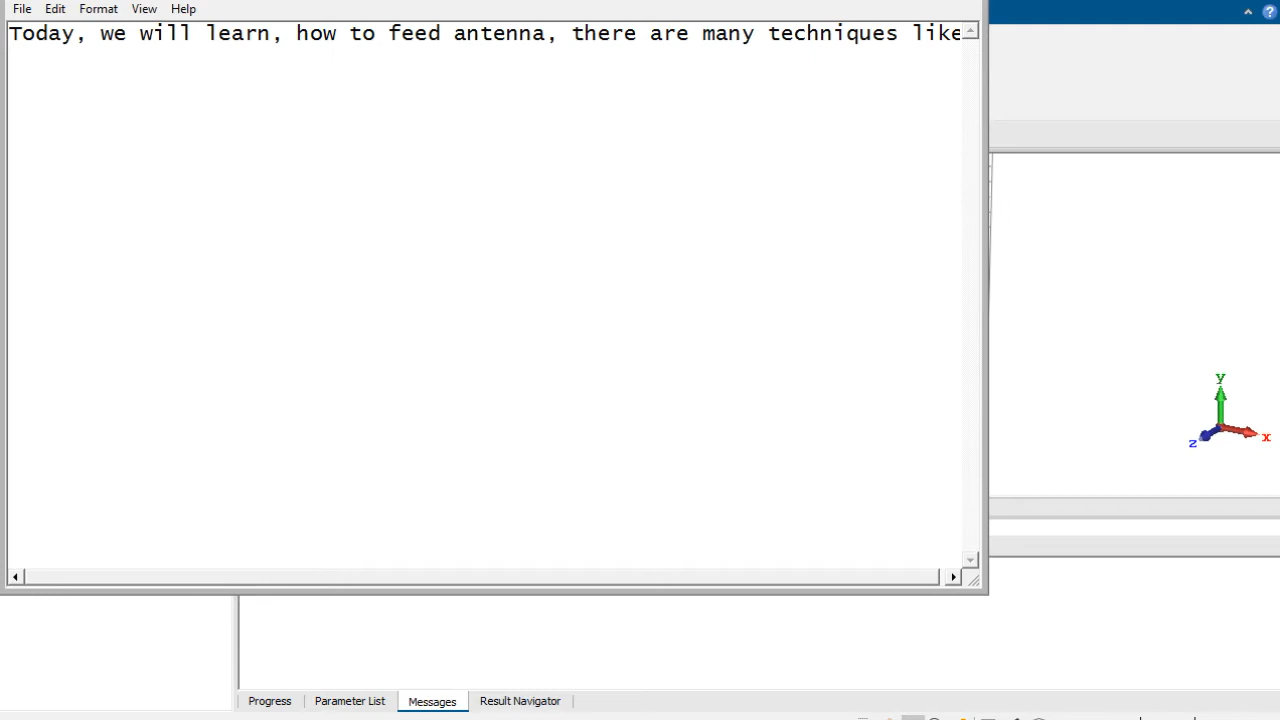 File Edit Format View Help
Today, we will learn, how to feed antenna, there are many techniques like
y
z
x
Progress Parameter List Messages Result Navigator